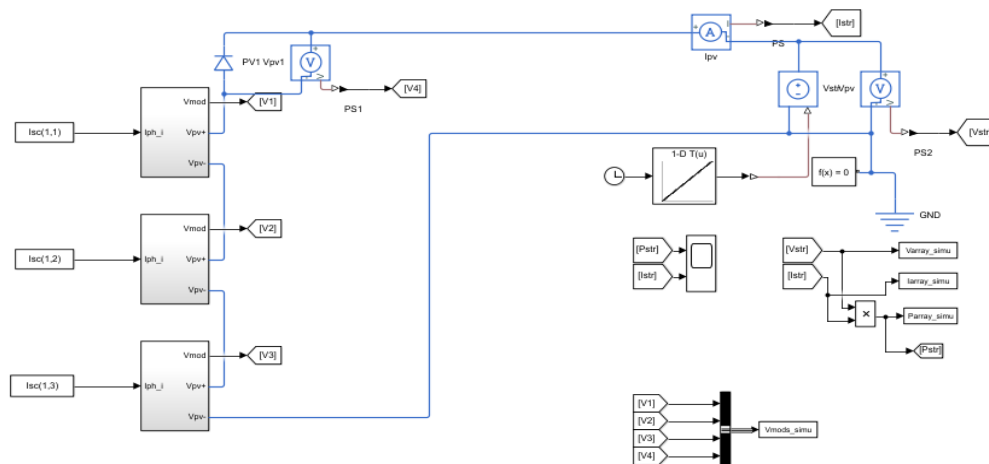 [Istr]
+
A
I
Ipv
PS
PV1 Vpv1
+
V
V
PS1
[V4]
+
-
Vpv
+
V
V
PS2
[Vstr]
Isc(1,1)
Iph_i
Vmod
Vpv+
Vpv-
[V1]
1-D T(u)
f(x) = 0
GND
Isc(1,2)
Iph_i
Vmod
Vpv+
Vpv-
[V2]
[Pstr]
[Istr]
[Vstr]
[Istr]
×
Varray_simu
Iarray_simu
Parray_simu
[Pstr]
Isc(1,3)
Iph_i
Vmod
Vpv+
Vpv-
[V3]
[V1]
[V2]
[V3]
[V4]
Vmods_simu